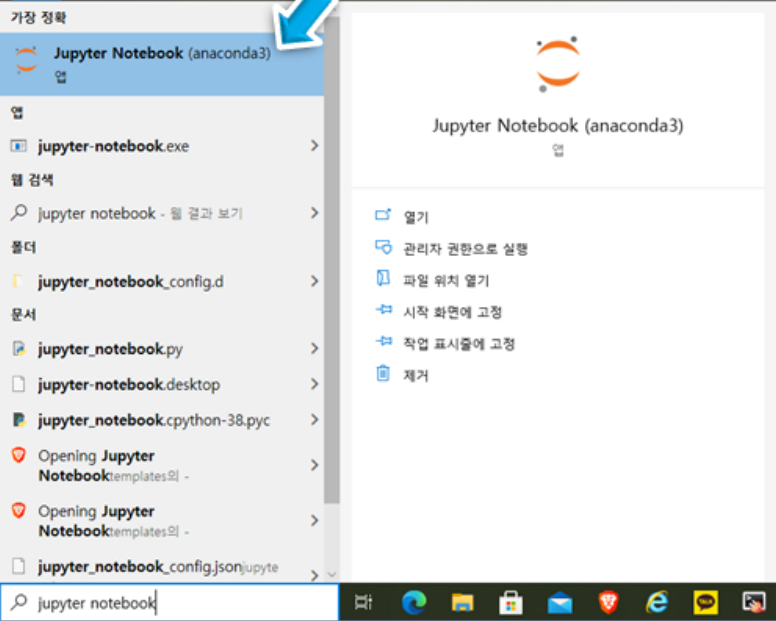 가장 정확
Jupyter Notebook (anaconda3)
앱
앱
jupyter-notebook.exe
웹 검색
jupyter notebook - 웹 결과 보기
폴더
jupyter_notebook_config.d
문서
jupyter_notebook.py
jupyter-notebook.desktop
jupyter_notebook.cpython-38.pyc
Opening Jupyter
Notebooktemplates의 -
Opening Jupyter
Notebooktemplates의 -
jupyter_notebook_config.jsonjupyte
jupyter notebook
Jupyter Notebook (anaconda3)
앱
열기
관리자 권한으로 실행
파일 위치 열기
시작 화면에 고정
작업 표시줄에 고정
제거
TALK